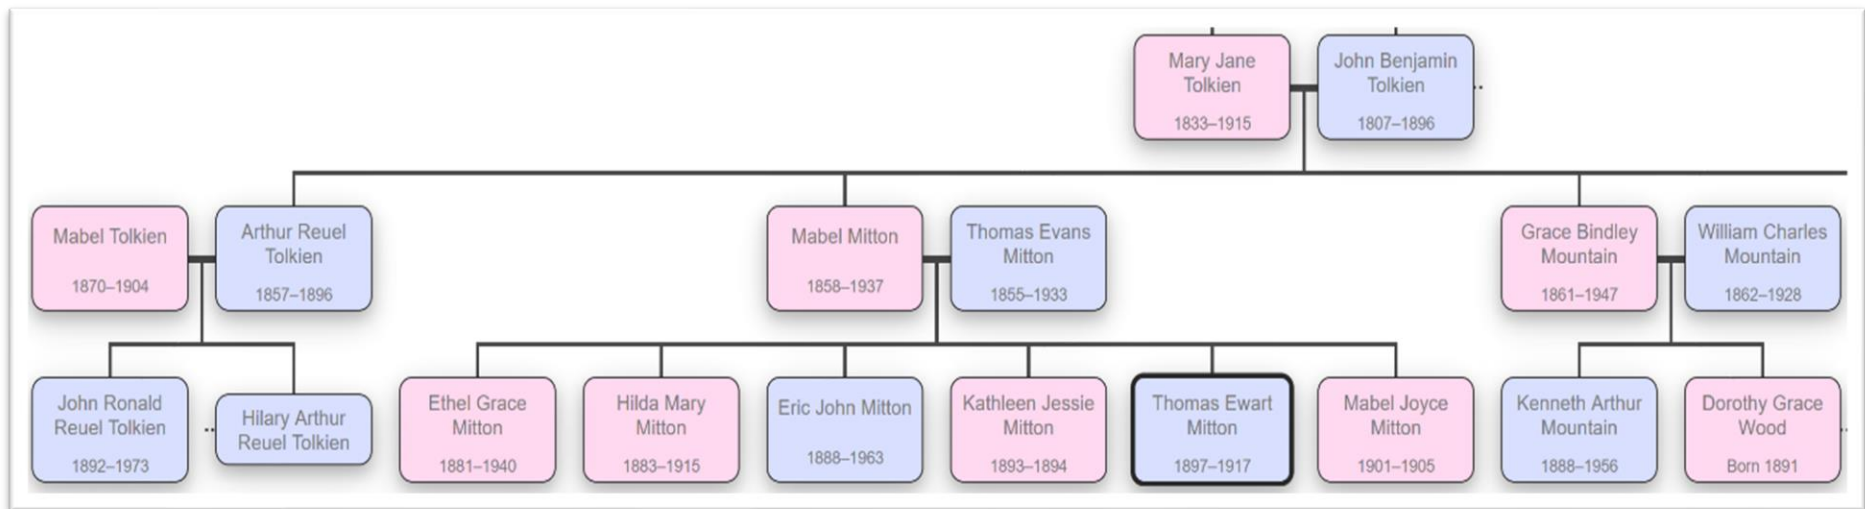 Mary Jane
Tolkien
1833–1915
John Benjamin
Tolkien
1807–1896
Mabel Tolkien
1870–1904
Arthur Reuel
Tolkien
1857–1896
Mabel Mitton
1858–1937
Thomas Evans
Mitton
1855–1933
Grace Bindley
Mountain
1861–1947
William Charles
Mountain
1862–1928
John Ronald
Reuel Tolkien
1892–1973
Hilary Arthur
Reuel Tolkien
Ethel Grace
Mitton
1881–1940
Hilda Mary
Mitton
1883–1915
Eric John Mitton
1888–1963
Kathleen Jessie
Mitton
1893–1894
Thomas Ewart
Mitton
1897–1917
Mabel Joyce
Mitton
1901–1905
Kenneth Arthur
Mountain
1888–1956
Dorothy Grace
Wood
Born 1891